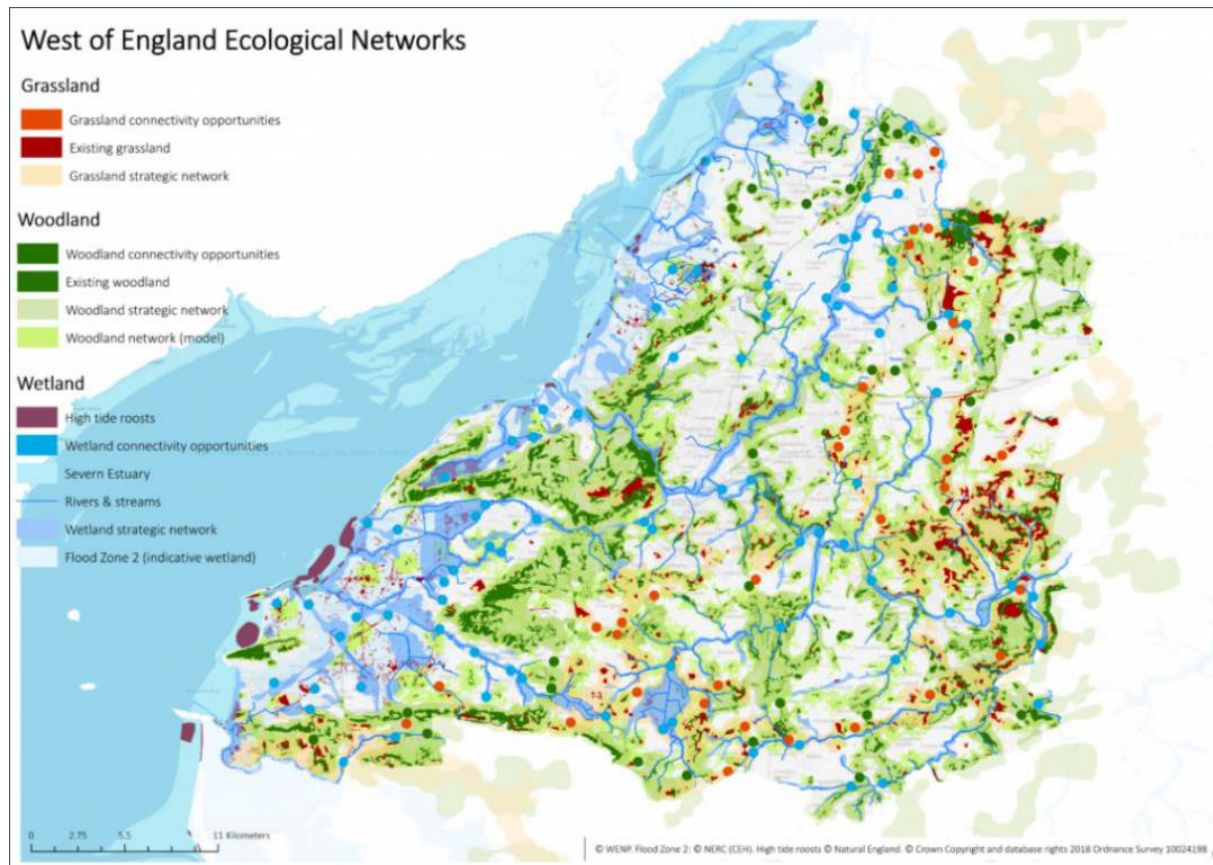 West of England Ecological Networks
Grassland
Grassland connectivity opportunities
Existing grassland
Grassland strategic network
Woodland
Woodland connectivity opportunities
Existing woodland
Woodland strategic network
Woodland network (model)
Wetland
High tide roosts
Wetland connectivity opportunities
Severn Estuary
Rivers & streams
Wetland strategic network
Flood Zone 2 (indicative wetland)
0 2.75 5.5 11 Kilometers
© WENP. Flood Zone 2: © NERC (CEH). High tide roosts © Natural England. © Crown Copyright and database rights 2018 Ordnance Survey 10024198